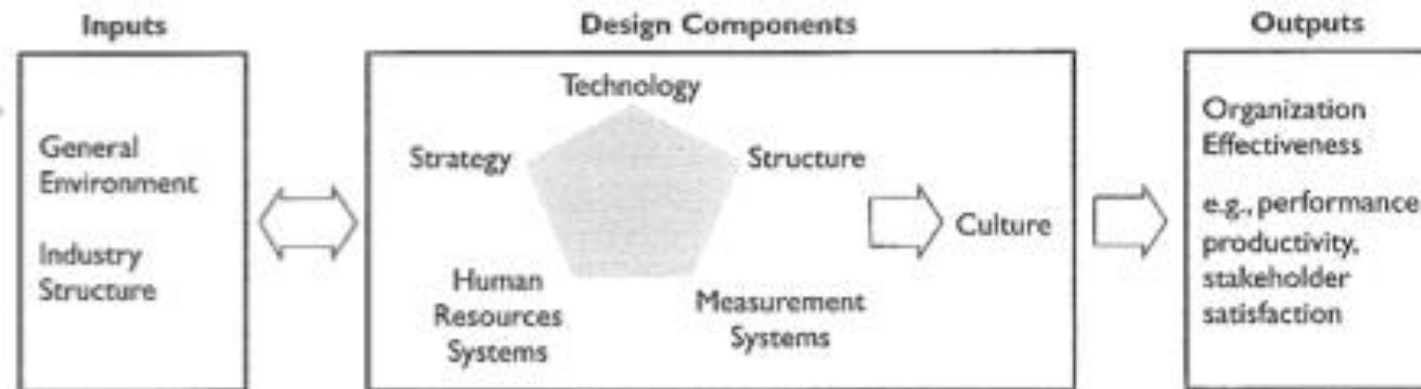 Inputs
Design Components
Outputs
General
Environment
Industry
Structure
Technology
Strategy
Structure
Human
Resources
Systems
Measurement
Systems
Culture
Organization
Effectiveness
e.g., performance
productivity,
stakeholder
satisfaction